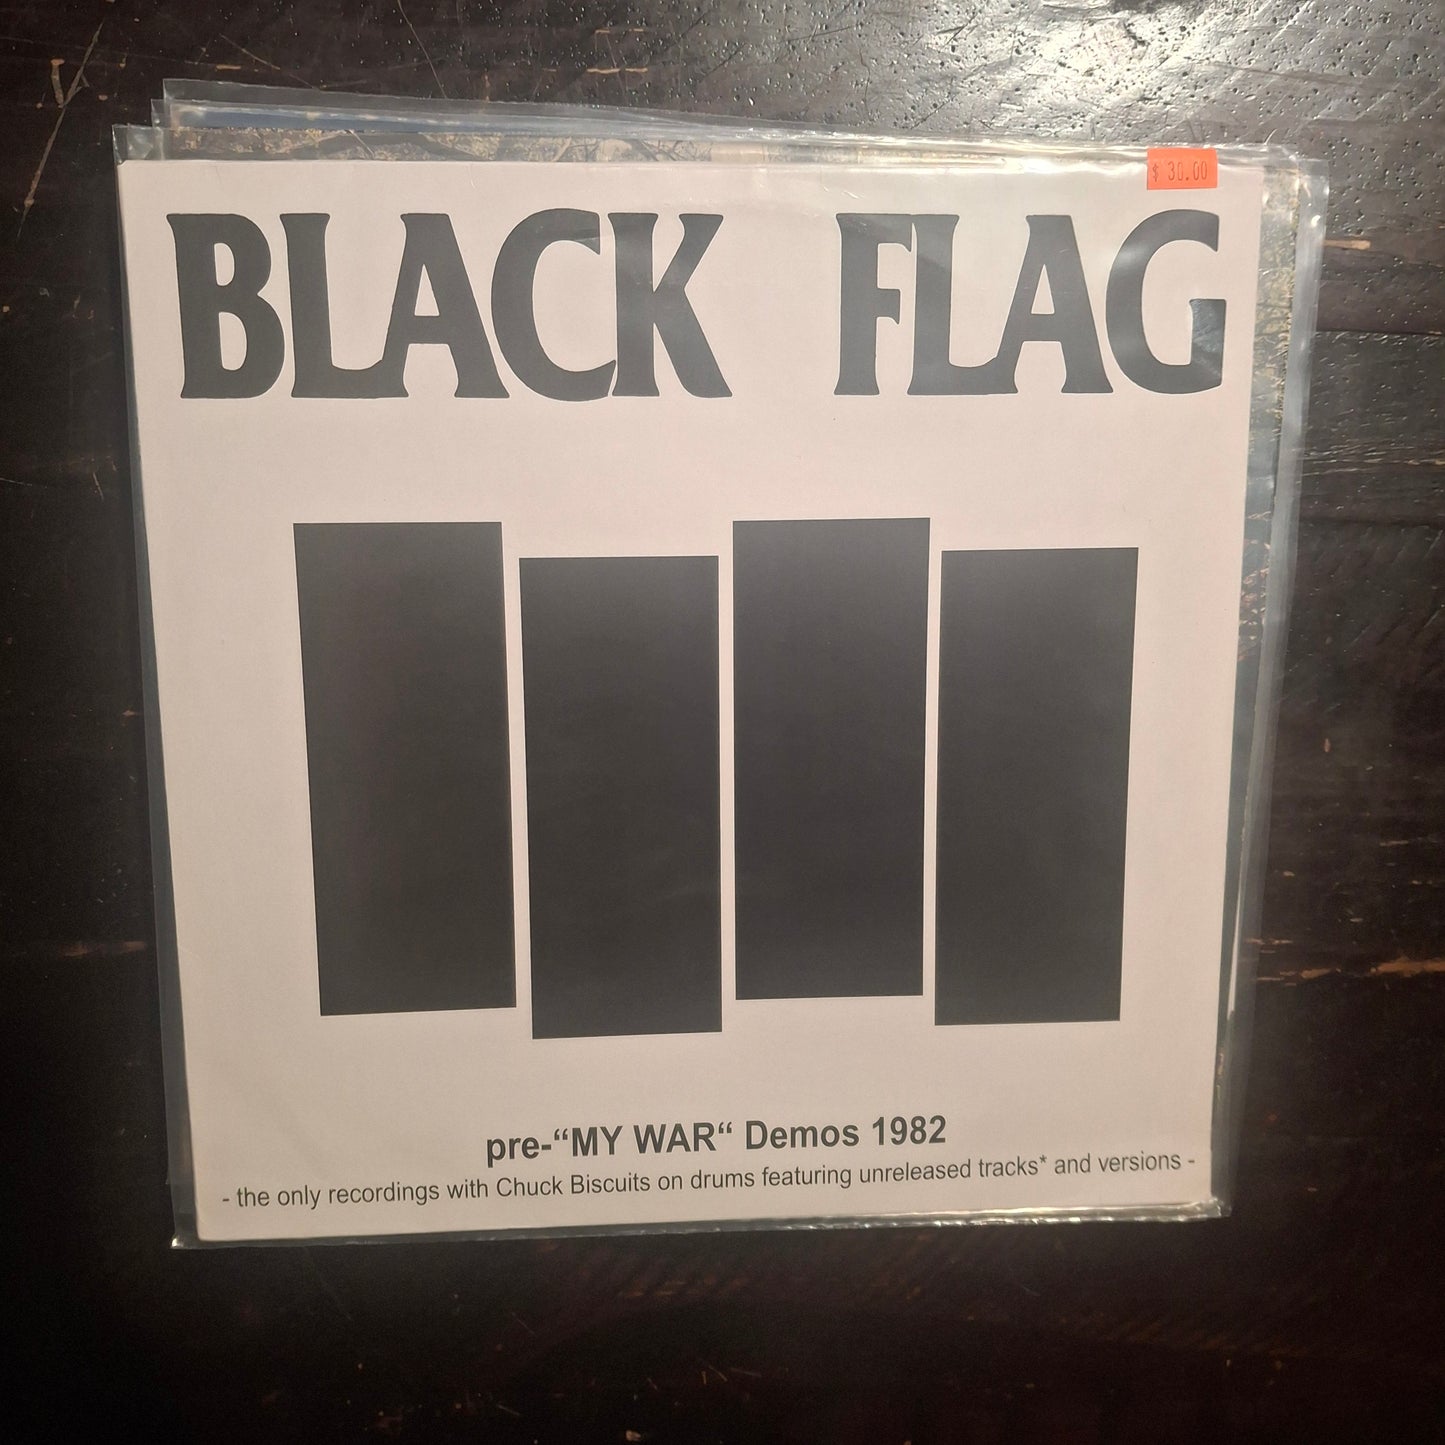 $ 30.00
BLACK FLAG
pre-“MY WAR“ Demos 1982
- the only recordings with Chuck Biscuits on drums featuring unreleased tracks* and versions -